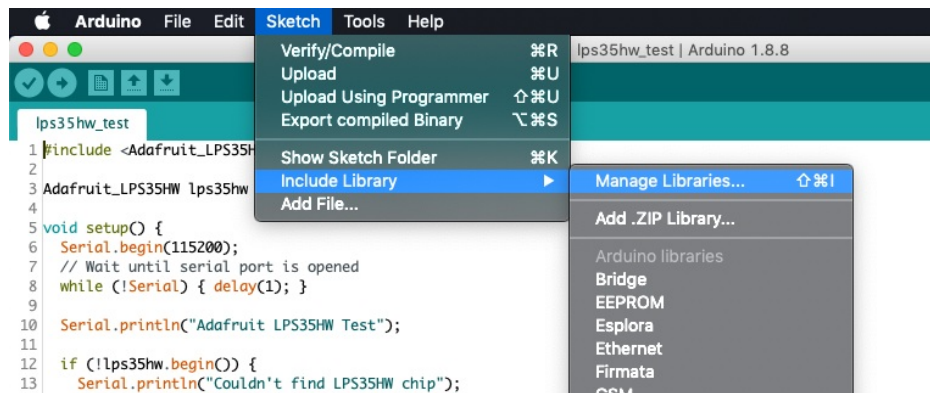 Arduino File Edit Sketch Tools Help
lps35hw_test | Arduino 1.8.8
Verify/Compile ⌘R
Upload ⌘U
Upload Using Programmer ⇧⌘U
Export compiled Binary ⌥⌘S
Show Sketch Folder ⌘K
Include Library ▶
Add File...
Manage Libraries... ⇧⌘I
Add .ZIP Library...
Arduino libraries
Bridge
EEPROM
Esplora
Ethernet
Firmata
lps35hw_test
1 #include <Adafruit_LPS35H
2
3 Adafruit_LPS35HW lps35hw
4
5 void setup() {
6 Serial.begin(115200);
7 // Wait until serial port is opened
8 while (!Serial) { delay(1); }
9
10 Serial.println("Adafruit LPS35HW Test");
11
12 if (!lps35hw.begin()) {
13 Serial.println("Couldn't find LPS35HW chip");